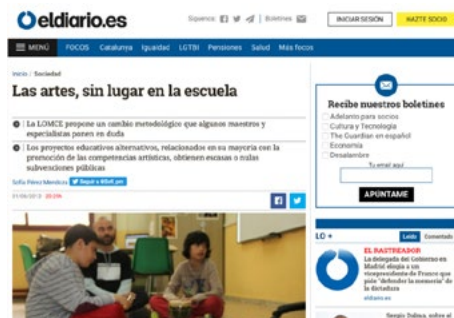 eldiario.es
Síguenos:
Boletines
INICIAR SESIÓN
HAZTE SOCIO
MENÚ
FOCOS Catalunya Igualdad LGTBI Pensiones Salud Más focos
Inicio / Sociedad
Las artes, sin lugar en la escuela
La LOMCE propone un cambio metodológico que algunos maestros y
especialistas ponen en duda
Los proyectos educativos alternativos, relacionados en su mayoría con la
promoción de las competencias artísticas, obtienen escasas o nulas
subvenciones públicas
Sofía Pérez Mendoza
Recibe nuestros boletines
Adelanto para socios
Cultura y Tecnología
The Guardian en español
Economía
Desalambre
Tu email aquí
APÚNTAME
LO +
Leído Comentado
EL RASTREADOR
La delegada del Gobierno en
Madrid elogia a un
vicepresidente de Franco que
pide "defender la memoria" de
la dictadura
eldiario.es
Sergio Dalma, sobre el